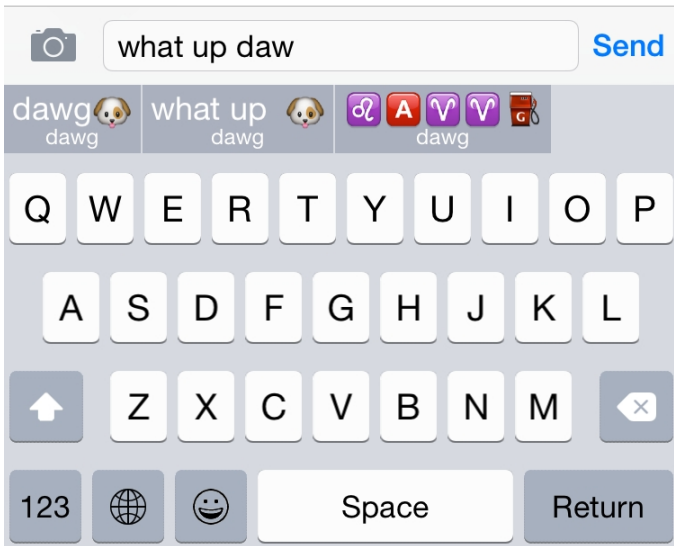 what up daw Send
dawg🐶 what up 🐶 ♌🅰♈♈⛽
dawg dawg dawg
Q W E R T Y U I O P
A S D F G H J K L
Z X C V B N M
123 Space Return